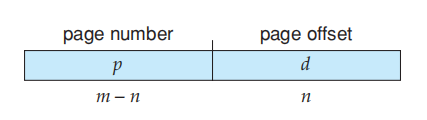 page number page offset
p d
m – n n